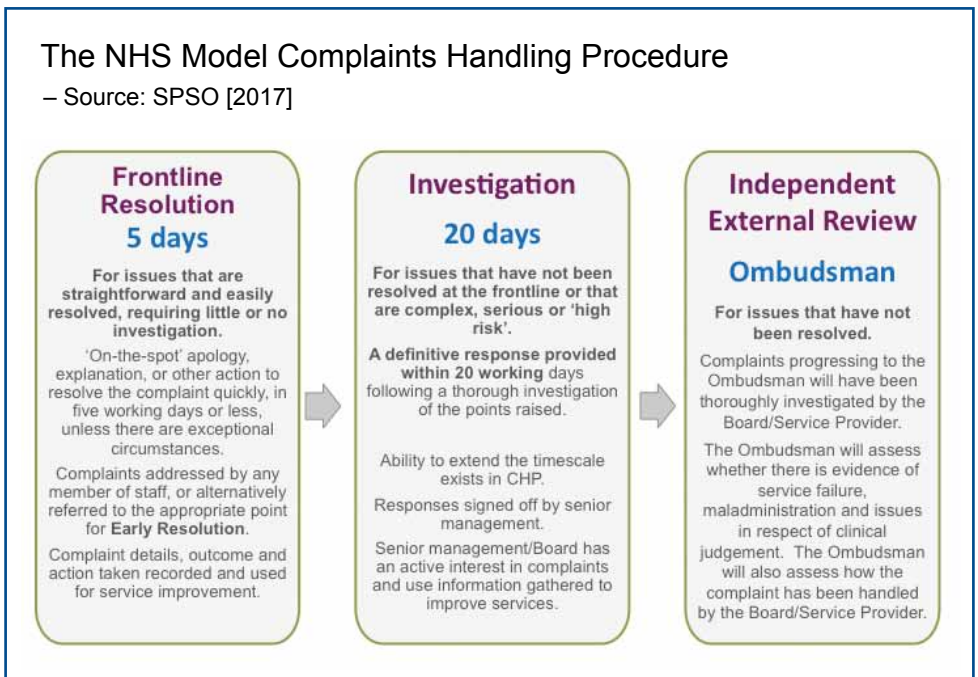 The NHS Model Complaints Handling Procedure
– Source: SPSO [2017]
Frontline
Resolution
5 days
For issues that are
straightforward and easily
resolved, requiring little or no
investigation.
‘On-the-spot’ apology,
explanation, or other action to
resolve the complaint quickly, in
five working days or less,
unless there are exceptional
circumstances.
Complaints addressed by any
member of staff, or alternatively
referred to the appropriate point
for Early Resolution.
Complaint details, outcome and
action taken recorded and used
for service improvement.
Investigation
20 days
For issues that have not been
resolved at the frontline or that
are complex, serious or ‘high
risk’.
A definitive response provided
within 20 working days
following a thorough investigation
of the points raised.
Ability to extend the timescale
exists in CHP.
Responses signed off by senior
management.
Senior management/Board has
an active interest in complaints
and use information gathered to
improve services.
Independent
External Review
Ombudsman
For issues that have not
been resolved.
Complaints progressing to the
Ombudsman will have been
thoroughly investigated by the
Board/Service Provider.
The Ombudsman will assess
whether there is evidence of
service failure,
maladministration and issues
in respect of clinical
judgement. The Ombudsman
will also assess how the
complaint has been handled
by the Board/Service Provider.